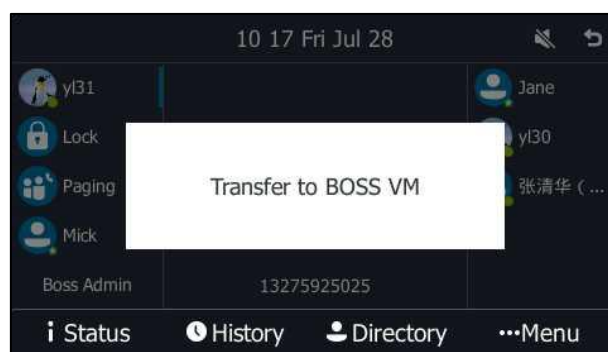 10 17 Fri Jul 28
yl31
Jane
Lock
yl30
Paging
Transfer to BOSS VM
张清华 ( ...
Mick
Boss Admin
13275925025
Status
History
Directory
Menu